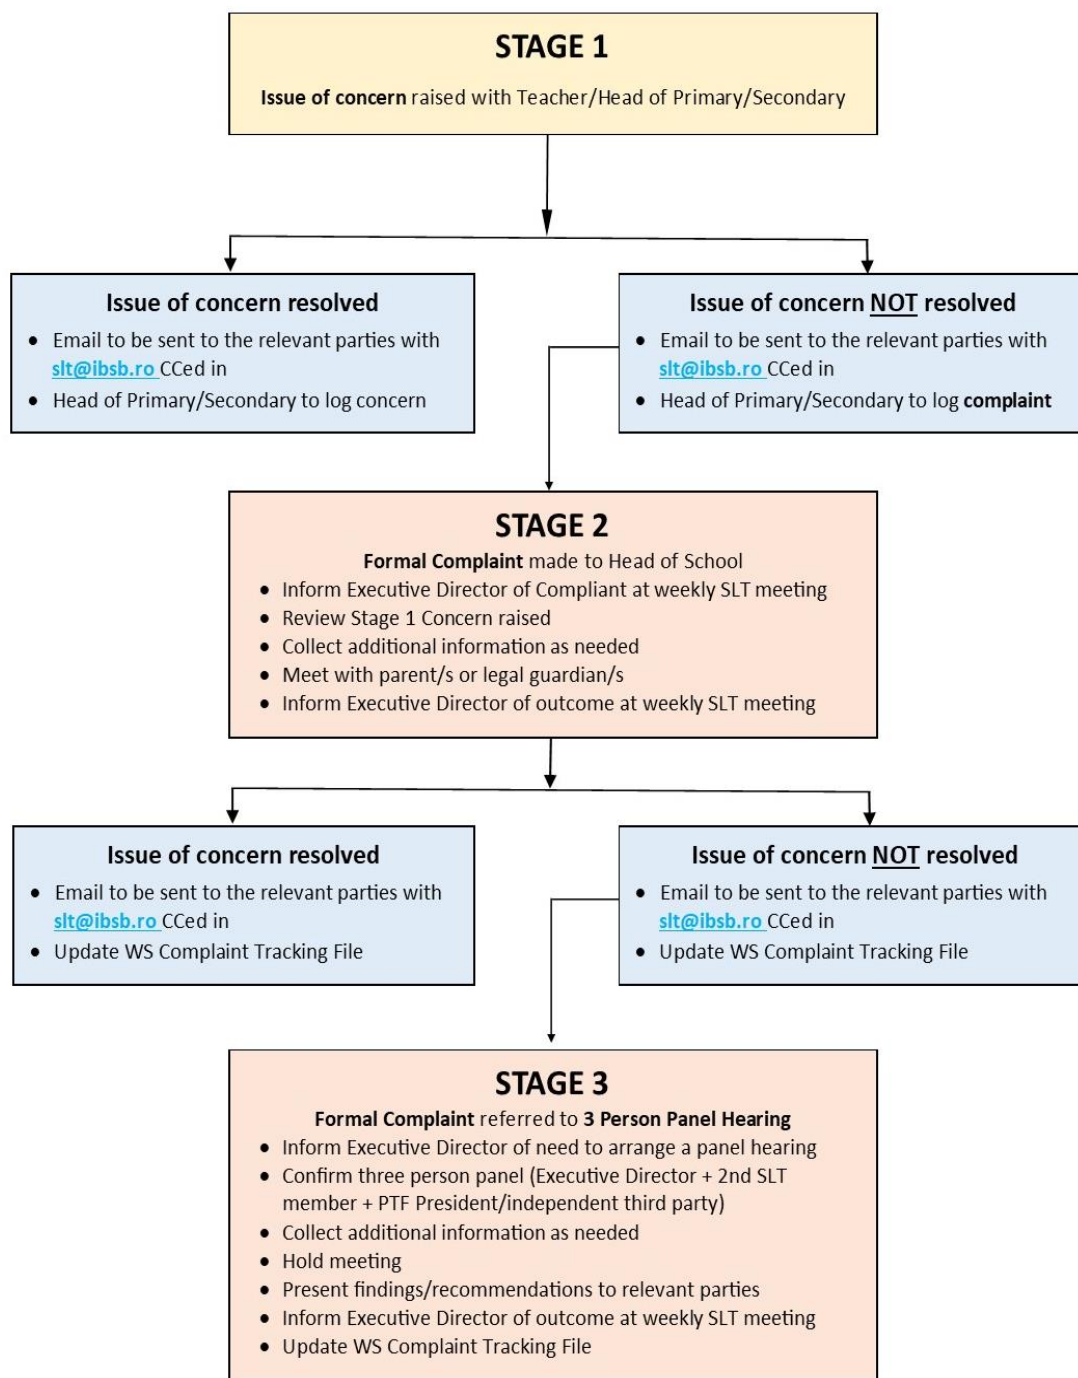 STAGE 1
Issue of concern raised with Teacher/Head of Primary/Secondary
Issue of concern resolved
• Email to be sent to the relevant parties with
slt@ibsb.ro CCed in
• Head of Primary/Secondary to log concern
Issue of concern NOT resolved
• Email to be sent to the relevant parties with
slt@ibsb.ro CCed in
• Head of Primary/Secondary to log complaint
STAGE 2
Formal Complaint made to Head of School
• Inform Executive Director of Compliant at weekly SLT meeting
• Review Stage 1 Concern raised
• Collect additional information as needed
• Meet with parent/s or legal guardian/s
• Inform Executive Director of outcome at weekly SLT meeting
Issue of concern resolved
• Email to be sent to the relevant parties with
slt@ibsb.ro CCed in
• Update WS Complaint Tracking File
Issue of concern NOT resolved
• Email to be sent to the relevant parties with
slt@ibsb.ro CCed in
• Update WS Complaint Tracking File
STAGE 3
Formal Complaint referred to 3 Person Panel Hearing
• Inform Executive Director of need to arrange a panel hearing
• Confirm three person panel (Executive Director + 2nd SLT
member + PTF President/independent third party)
• Collect additional information as needed
• Hold meeting
• Present findings/recommendations to relevant parties
• Inform Executive Director of outcome at weekly SLT meeting
• Update WS Complaint Tracking File